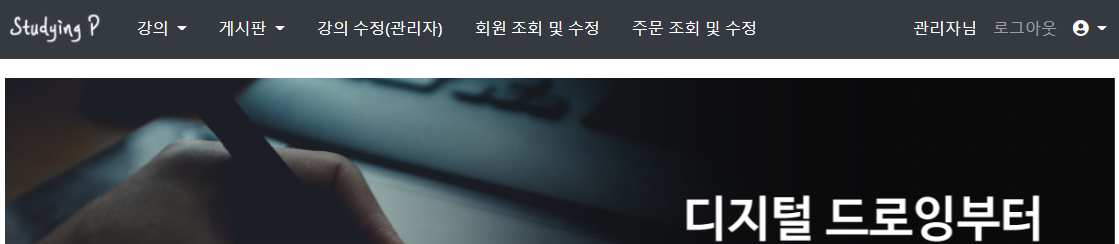 Studying P 강의 게시판 강의 수정(관리자) 회원 조회 및 수정 주문 조회 및 수정 관리자님 로그아웃
디지털 드로잉부터